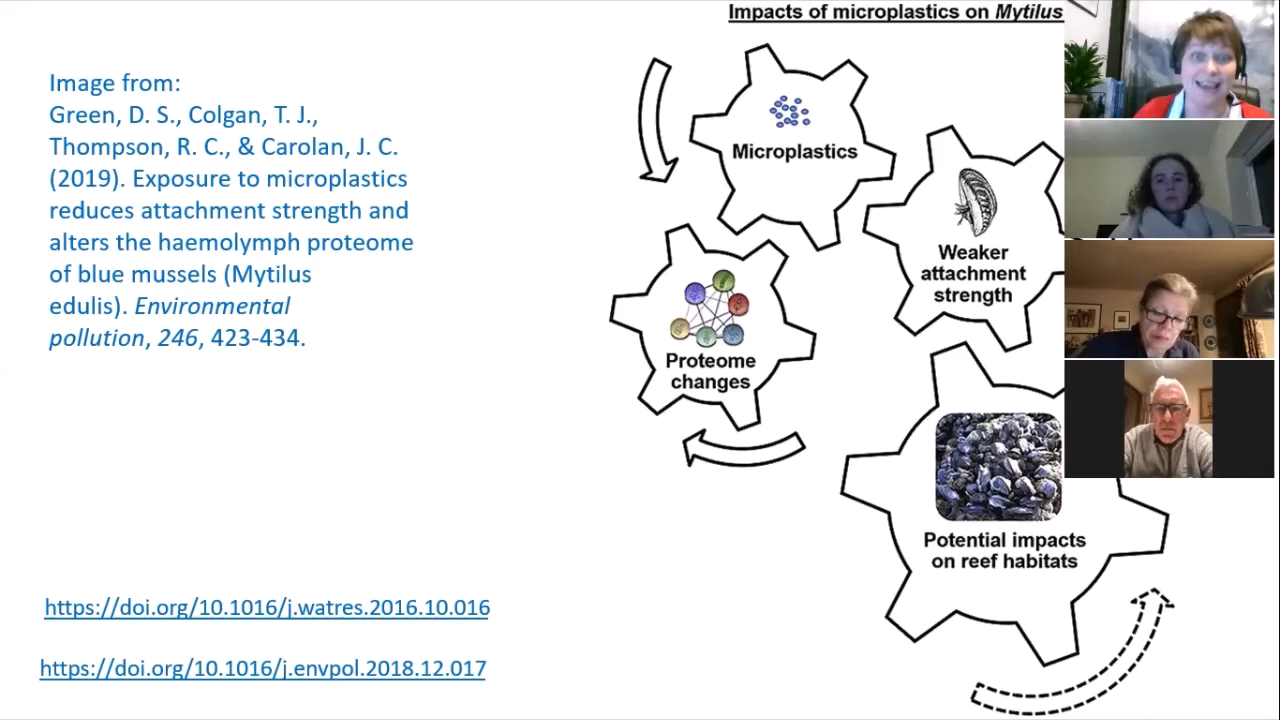 Impacts of microplastics on Mytilus
Image from:
Green, D. S., Colgan, T. J.,
Thompson, R. C., & Carolan, J. C.
(2019). Exposure to microplastics
reduces attachment strength and
alters the haemolymph proteome
of blue mussels (Mytilus
edulis). Environmental
pollution, 246, 423-434.
Microplastics
Weaker
attachment
strength
Proteome
changes
Potential impacts
on reef habitats
https://doi.org/10.1016/j.watres.2016.10.016
https://doi.org/10.1016/j.envpol.2018.12.017